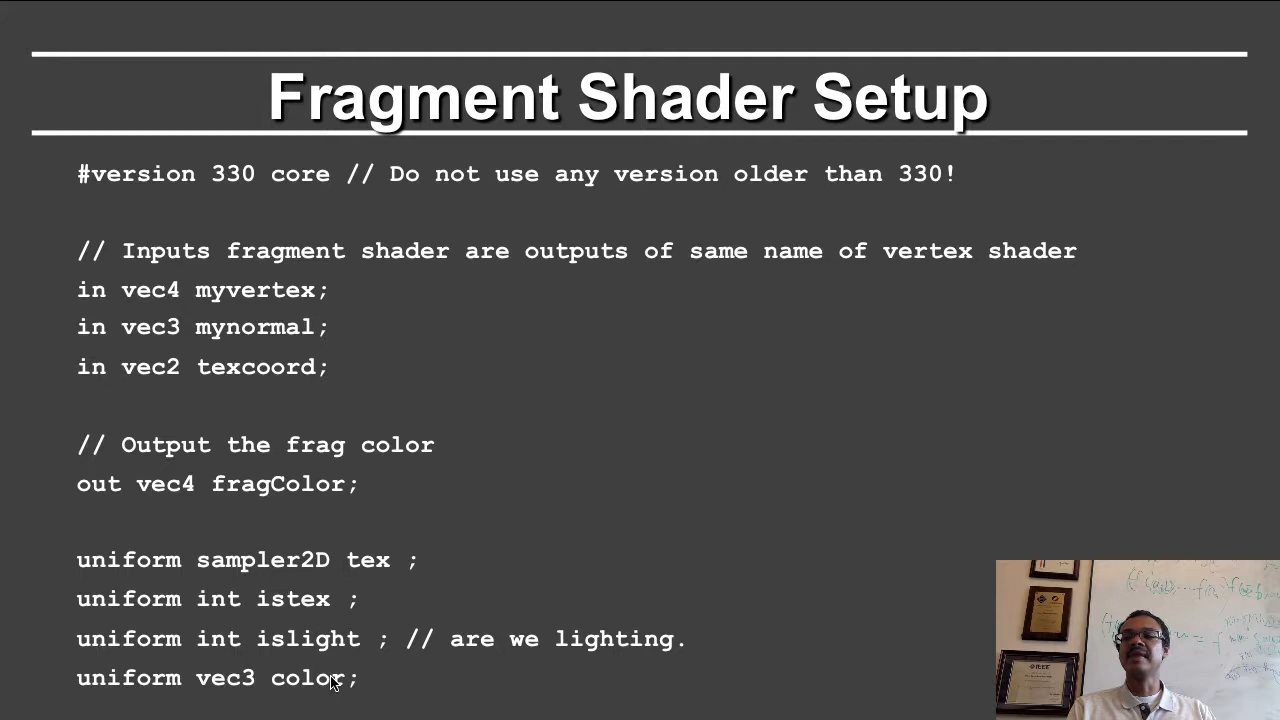 Fragment Shader Setup
#version 330 core // Do not use any version older than 330!
// Inputs fragment shader are outputs of same name of vertex shader
in vec4 myvertex;
in vec3 mynormal;
in vec2 texcoord;
// Output the frag color
out vec4 fragColor;
uniform sampler2D tex ;
uniform int istex ;
uniform int islight ; // are we lighting.
uniform vec3 color;
IEEE